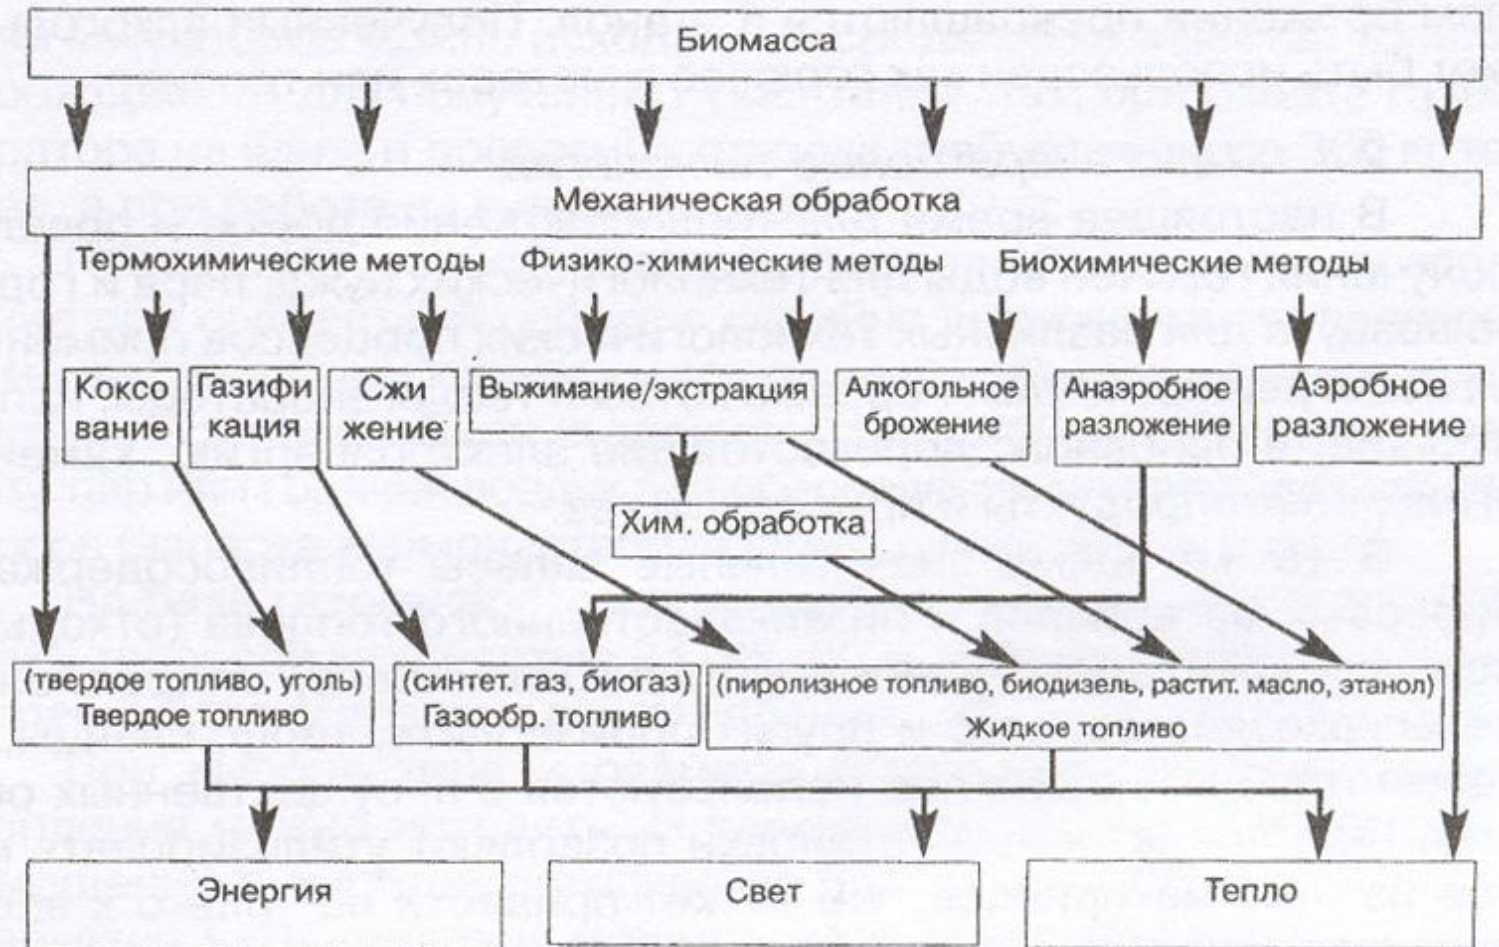 Биомасса
Механическая обработка
Термохимические методы Физико-химические методы Биохимические методы
Коксо
вание
Газифи
кация
Сжи
жение
Выжимание/экстракция
Алкогольное
брожение
Анаэробное
разложение
Аэробное
разложение
Хим. обработка
(твердое топливо, уголь)
Твердое топливо
(синтет. газ, биогаз)
Газообр. топливо
(пиролизное топливо, биодизель, растит. масло, этанол)
Жидкое топливо
Энергия
Свет
Тепло